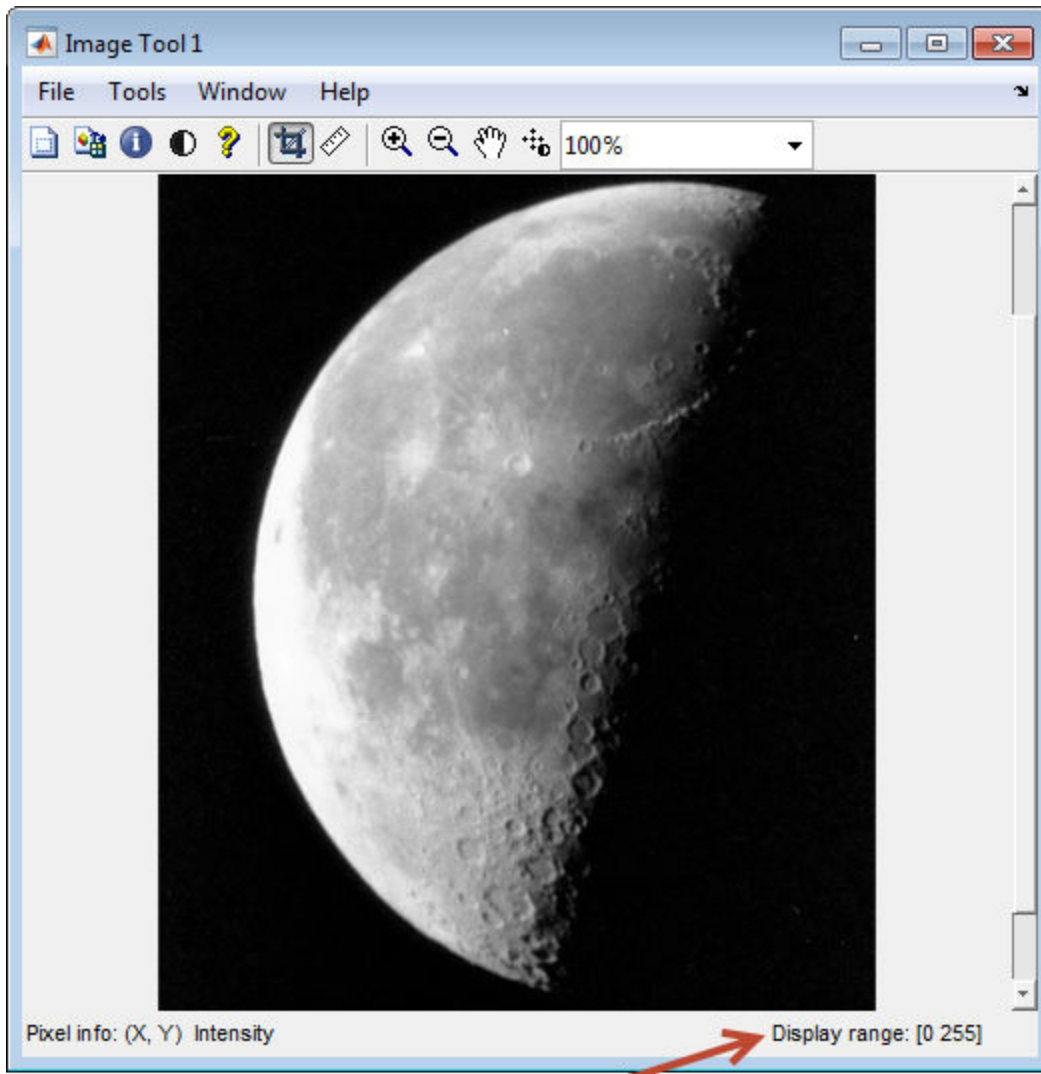 Image Tool 1
File Tools Window Help
100%
Pixel info: (X, Y) Intensity
Display range: [0 255]